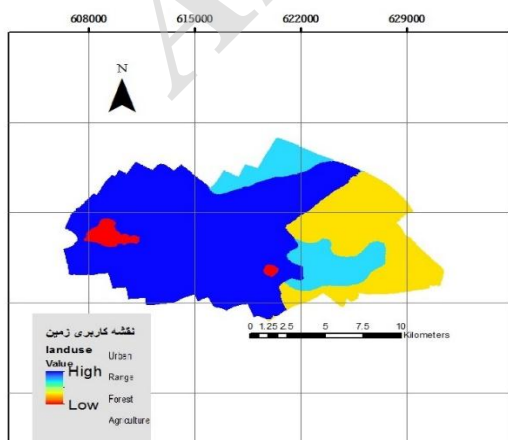 608000 615000 622000 629000
N
0 1.25 2.5 5 7.5 10
Kilometers
نقشه کاربری زمین
landuse
Value
High
Low
Urben
Range
Forest
Agriculture